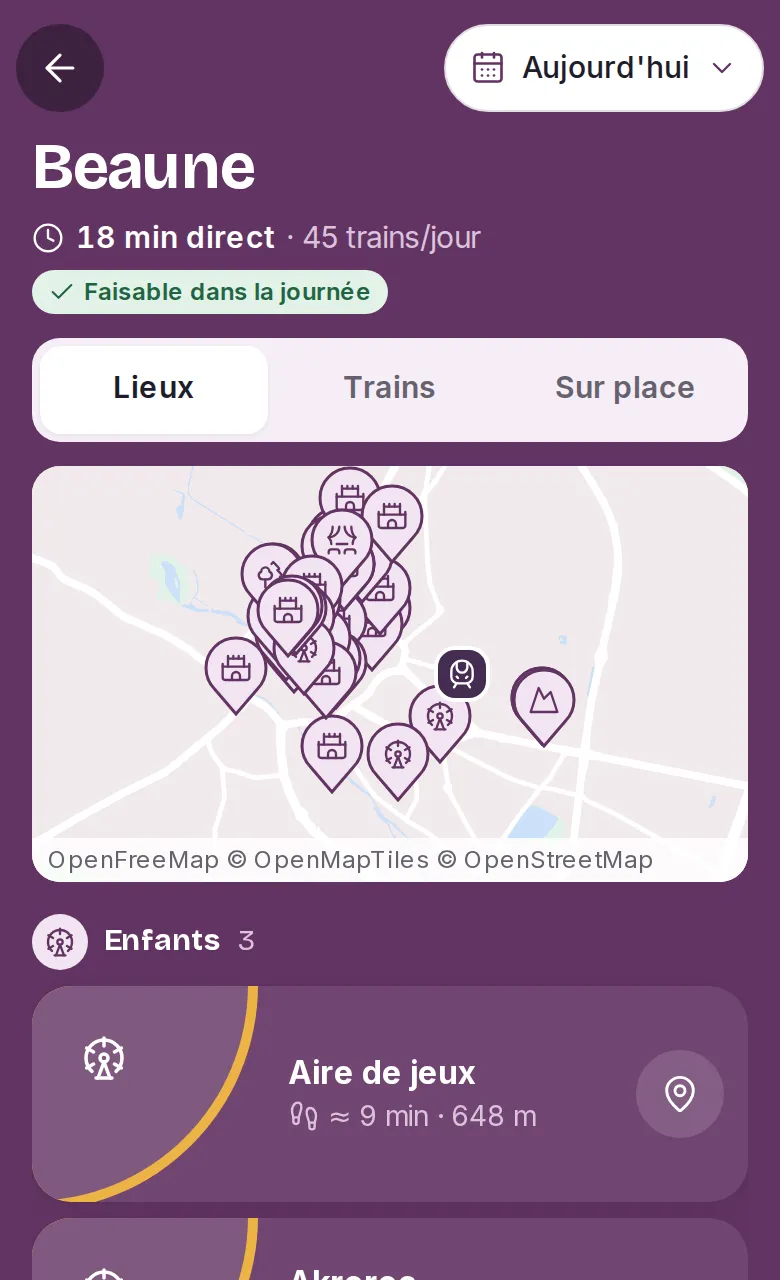 Aujourd'hui
Beaune
18 min direct · 45 trains/jour
Faisable dans la journée
Lieux
Trains
Sur place
OpenFreeMap © OpenMapTiles © OpenStreetMap
Enfants 3
Aire de jeux
≈ 9 min · 648 m